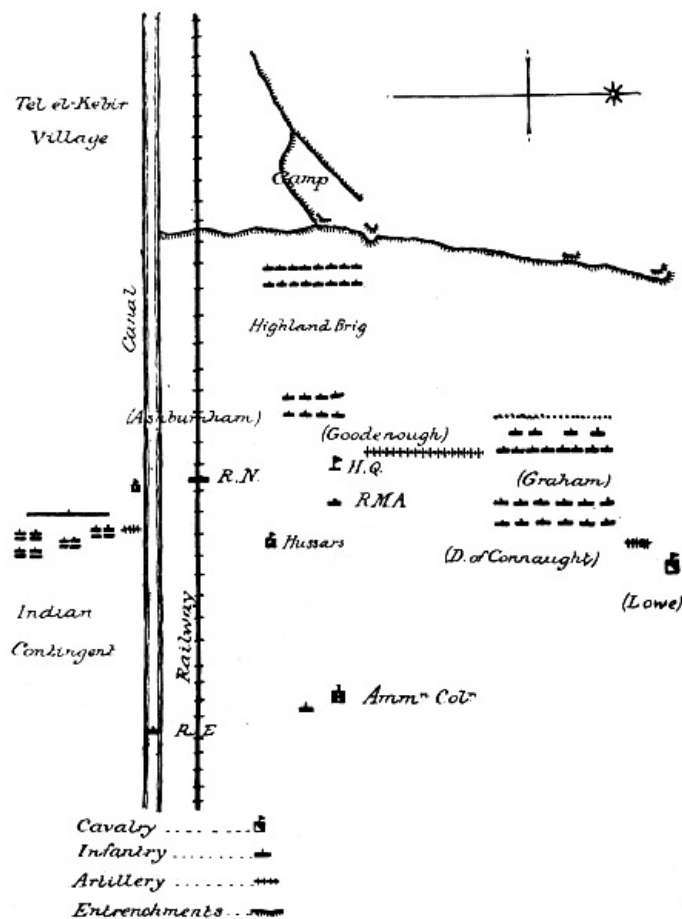 Tel el-Kebir
Village
Camp
Canal
Highland Brig
(Ashburnham)
(Goodenough)
R.N.
H.Q.
(Graham)
RMA
Hussars
(D. of Connaught)
(Lowe)
Indian
Contingent
Railway
Ammn Coln
R.E
Cavalry
Infantry
Artillery
Entrenchments